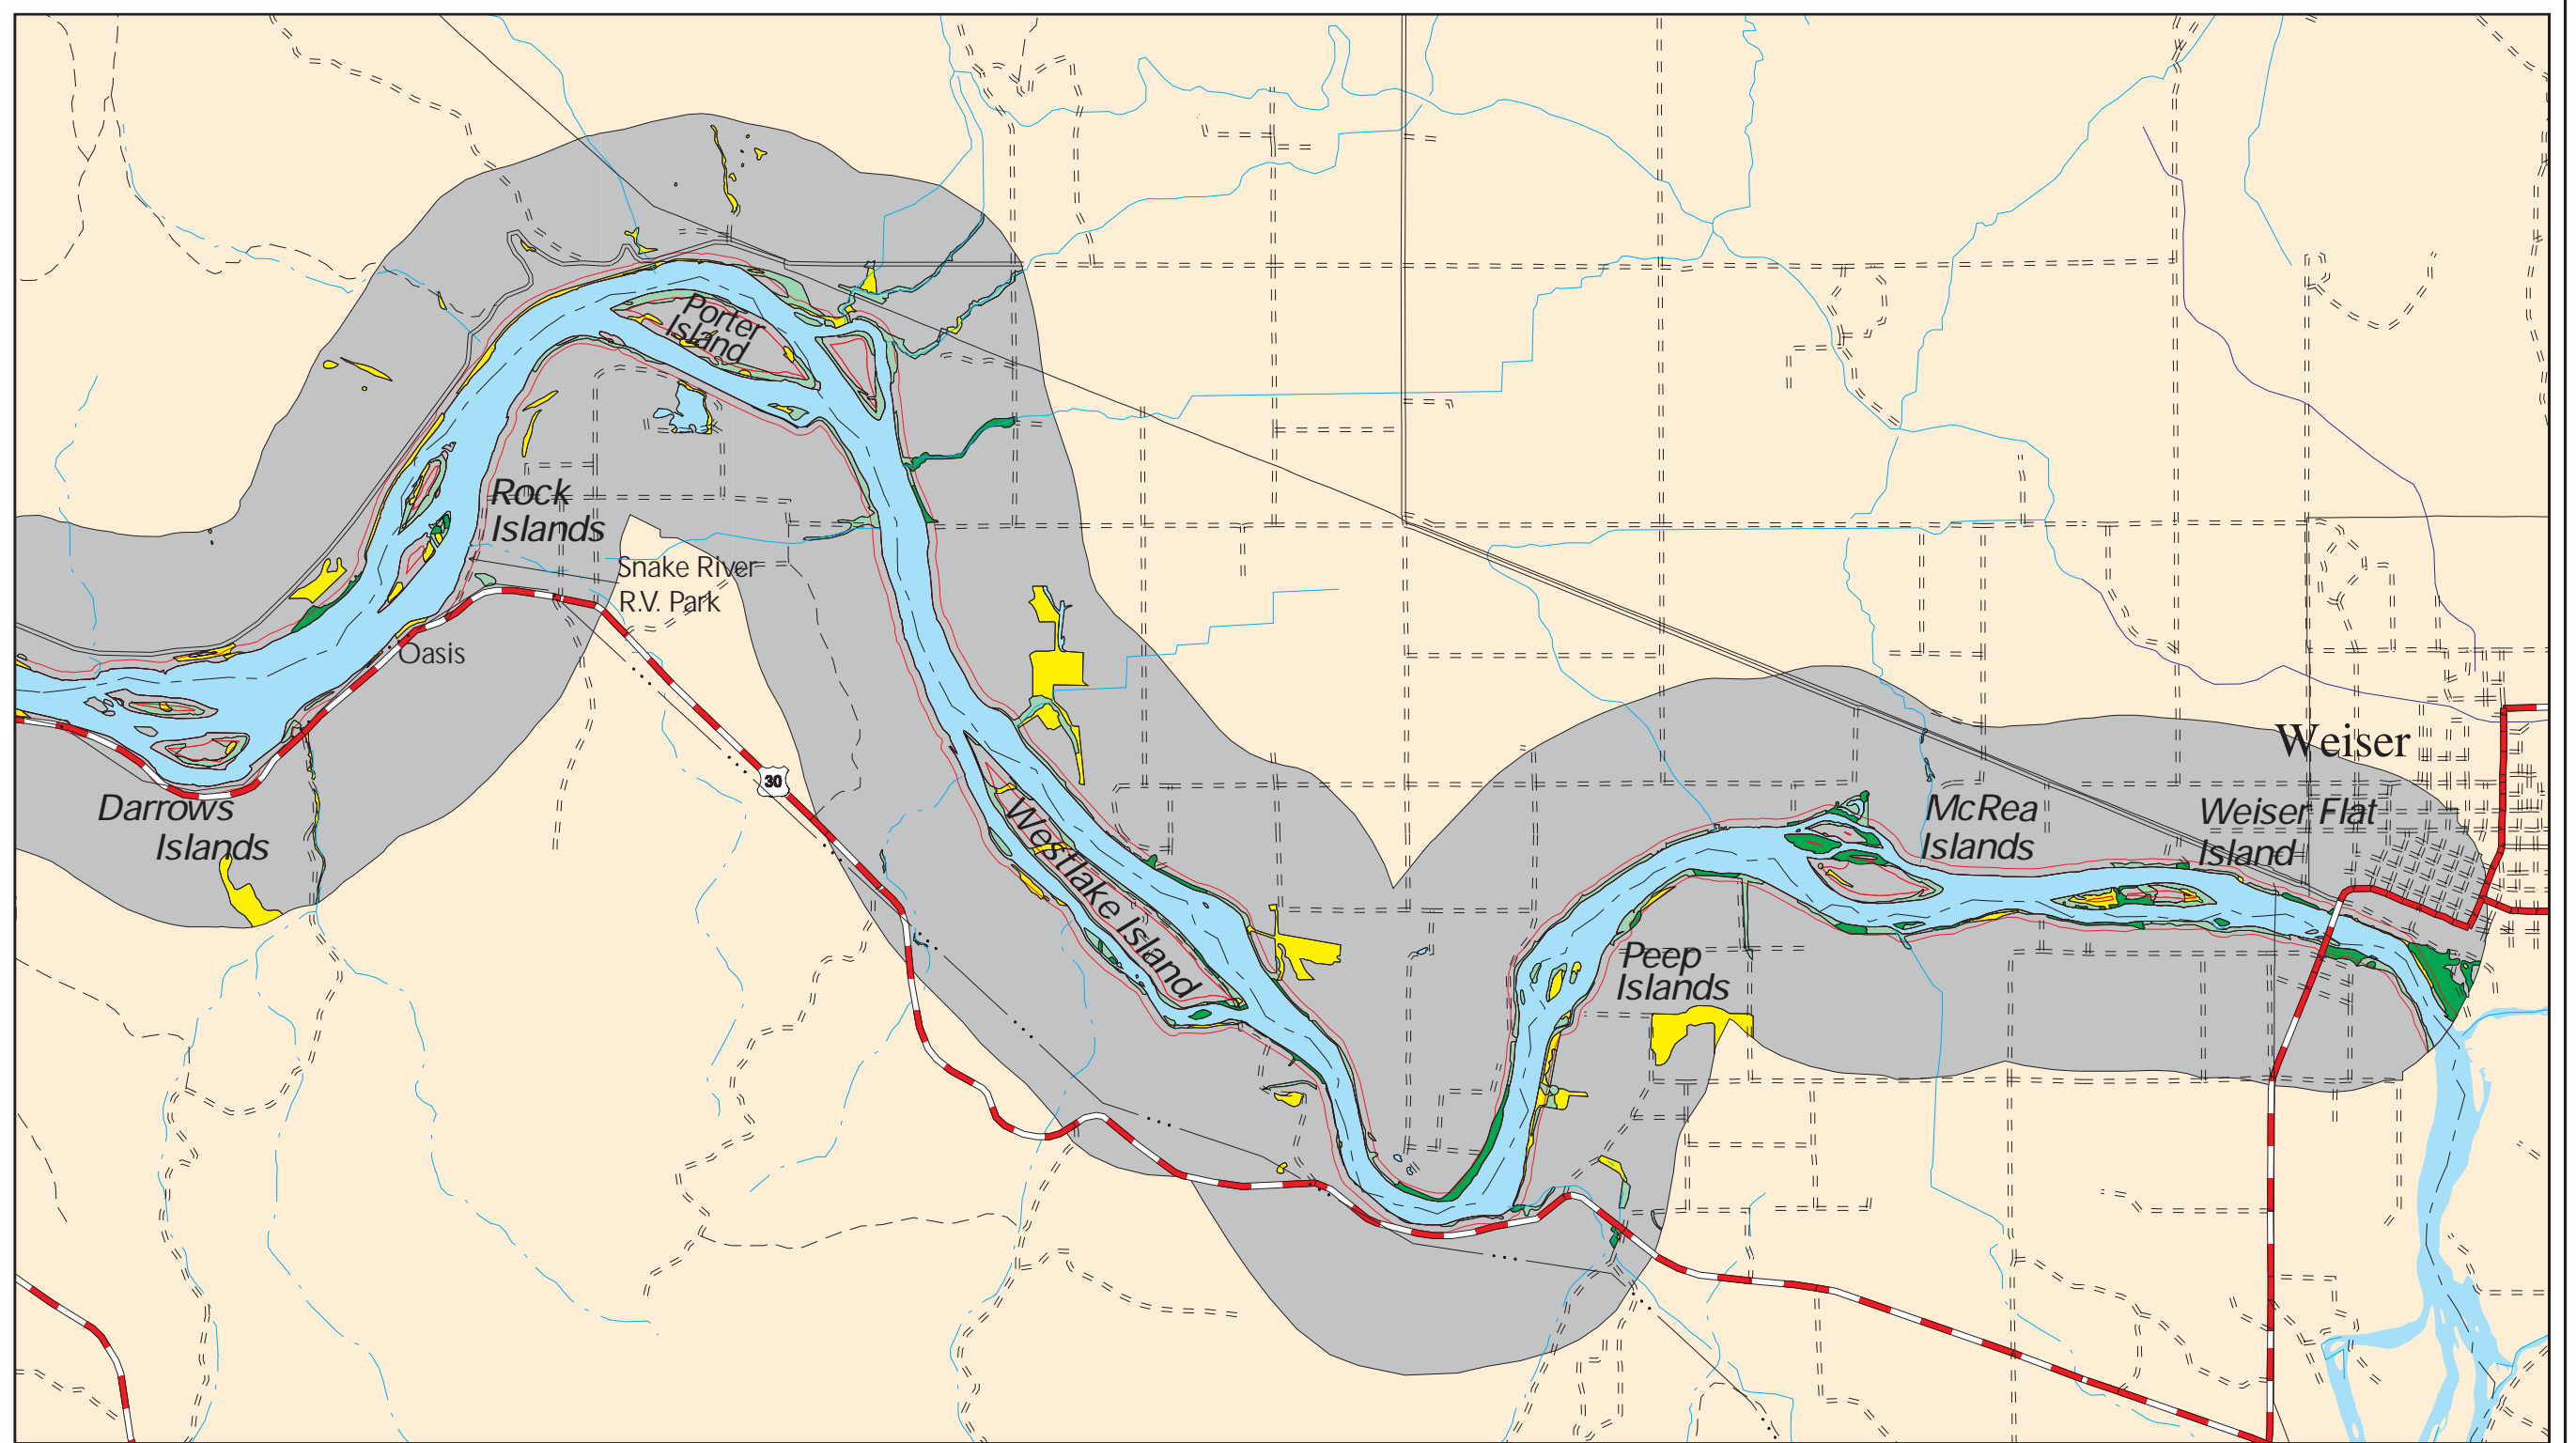 Porter
Island
Rock
Islands
Snake River
R.V. Park
Oasis
Weiser
30
Darrows
Islands
Westlake Island
McRea
Islands
Weiser Flat
Island
Peep
Islands